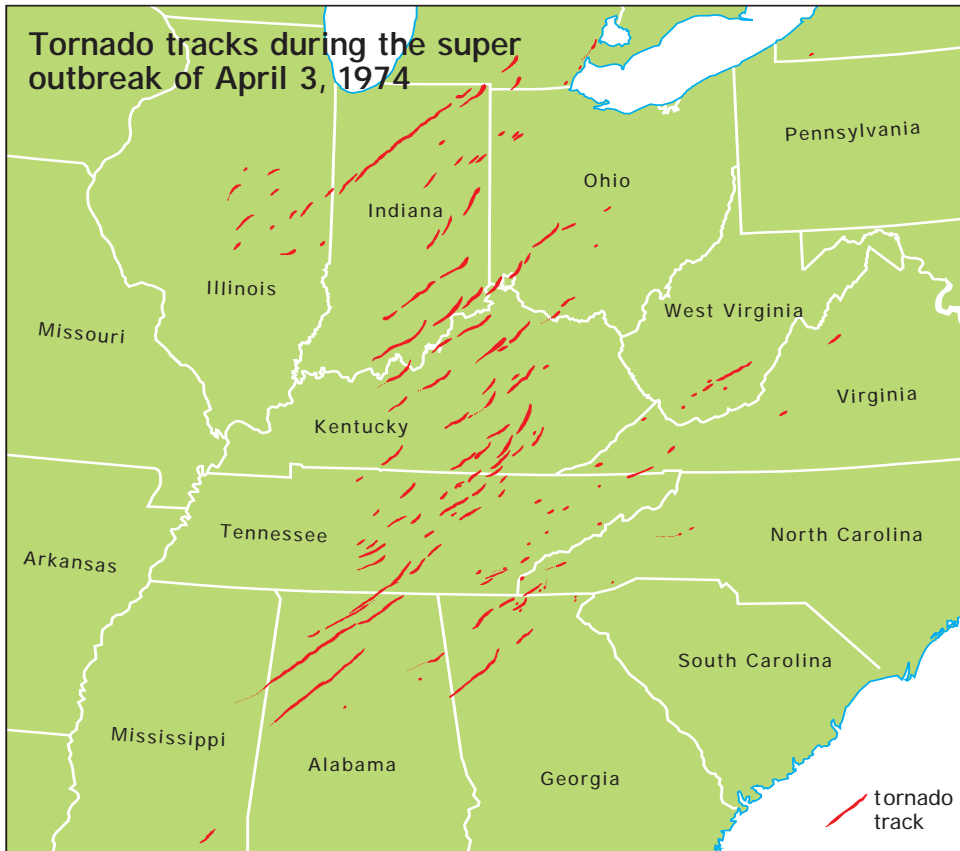 Tornado tracks during the super
outbreak of April 3, 1974
Pennsylvania
Ohio
Indiana
Illinois
West Virginia
Missouri
Virginia
Kentucky
Tennessee
North Carolina
Arkansas
South Carolina
Mississippi
Alabama
Georgia
tornado
track